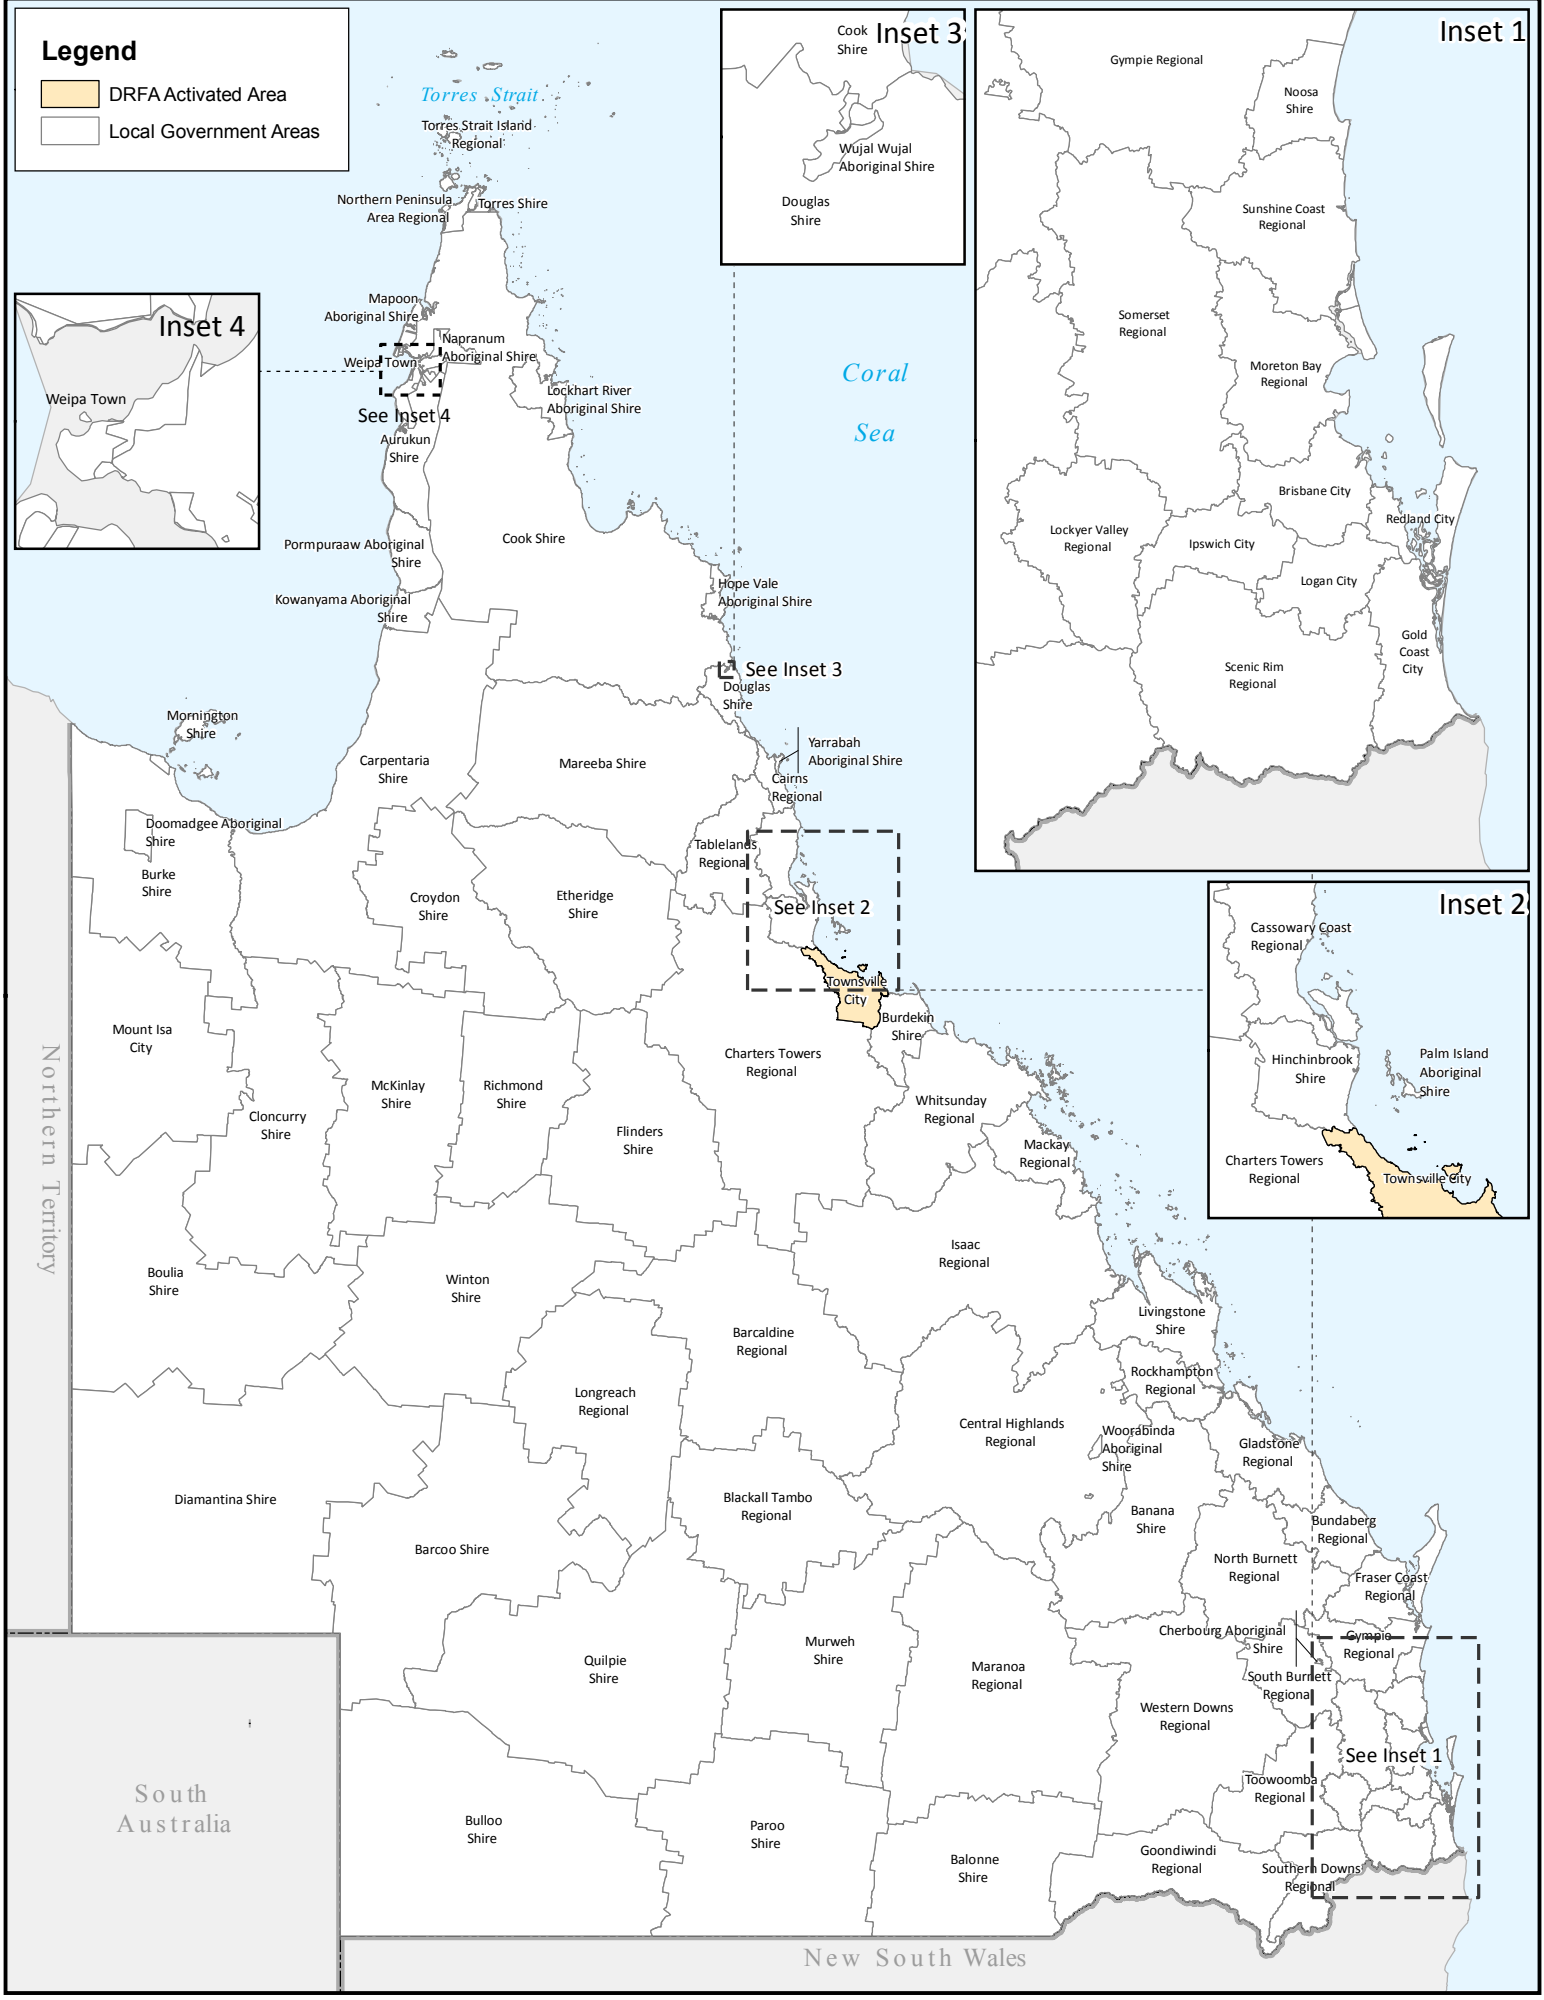 Legend
DRFA Activated Area
Local Government Areas
Inset 3
Cook
Shire
Wujal Wujal
Aboriginal Shire
Douglas
Shire
Inset 1
Gympie Regional
Noosa
Shire
Sunshine Coast
Regional
Somerset
Regional
Moreton Bay
Regional
Brisbane City
Redland City
Lockyer Valley
Regional
Ipswich City
Logan City
Gold
Coast
City
Scenic Rim
Regional
Inset 4
Weipa Town
Inset 2
Cassowary Coast
Regional
Hinchinbrook
Shire
Palm Island
Aboriginal
Shire
Charters Towers
Regional
Townsville City
Torres Strait
Torres Strait Island
Regional
Northern Peninsula
Area Regional
Torres Shire
Mapoon
Aboriginal Shire
Napranum
Aboriginal Shire
Weipa Town
See Inset 4
Lockhart River
Aboriginal Shire
Aurukun
Shire
Coral
Sea
Cook Shire
Pormpuraaw Aboriginal
Shire
Kowanyama Aboriginal
Shire
Hope Vale
Aboriginal Shire
See Inset 3
Douglas
Shire
Mornington
Shire
Carpentaria
Shire
Mareeba Shire
Yarrabah
Aboriginal Shire
Cairns
Regional
Doomadgee Aboriginal
Shire
Burke
Shire
Tablelands
Regional
Croydon
Shire
Etheridge
Shire
See Inset 2
Townsville
City
Burdekin
Shire
Mount Isa
City
Charters Towers
Regional
Cloncurry
Shire
McKinlay
Shire
Richmond
Shire
Flinders
Shire
Whitsunday
Regional
Mackay
Regional
Northern Territory
Boulia
Shire
Winton
Shire
Isaac
Regional
Barcaldine
Regional
Livingstone
Shire
Rockhampton
Regional
Longreach
Regional
Central Highlands
Regional
Woorabinda
Aboriginal
Shire
Gladstone
Regional
Diamantina Shire
Blackall Tambo
Regional
Banana
Shire
Bundaberg
Regional
Barcoo Shire
North Burnett
Regional
Fraser Coast
Regional
Cherbourg Aboriginal
Shire
Gympie
Regional
Quilpie
Shire
Murweh
Shire
Maranoa
Regional
South Burnett
Regional
Western Downs
Regional
See Inset 1
Toowoomba
Regional
South
Australia
Bulloo
Shire
Paroo
Shire
Balonne
Shire
Goondiwindi
Regional
Southern Downs
Regional
New South Wales